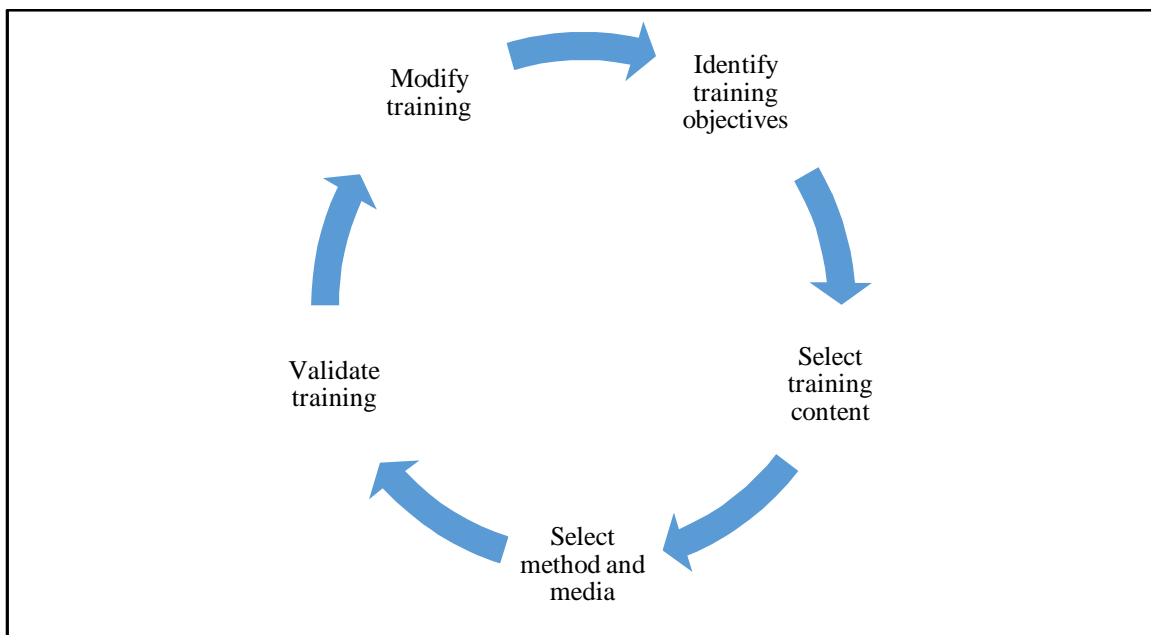 Modify
training
Identify
training
objectives
Select
training
content
Select
method and
media
Validate
training